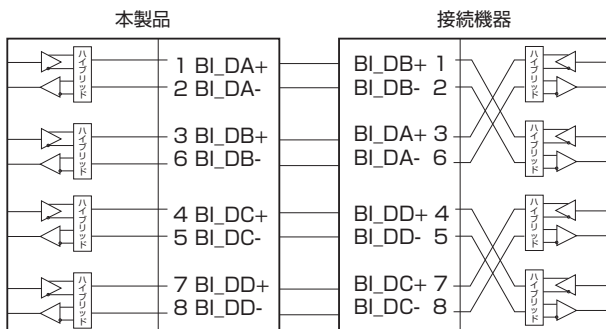 本製品
接続機器
ハイブリッド
1 BI_DA+
2 BI_DA-
BI_DB+ 1
BI_DB- 2
ハイブリッド
ハイブリッド
3 BI_DB+
6 BI_DB-
BI_DA+ 3
BI_DA- 6
ハイブリッド
ハイブリッド
4 BI_DC+
5 BI_DC-
BI_DD+ 4
BI_DD- 5
ハイブリッド
ハイブリッド
7 BI_DD+
8 BI_DD-
BI_DC+ 7
BI_DC- 8
ハイブリッド